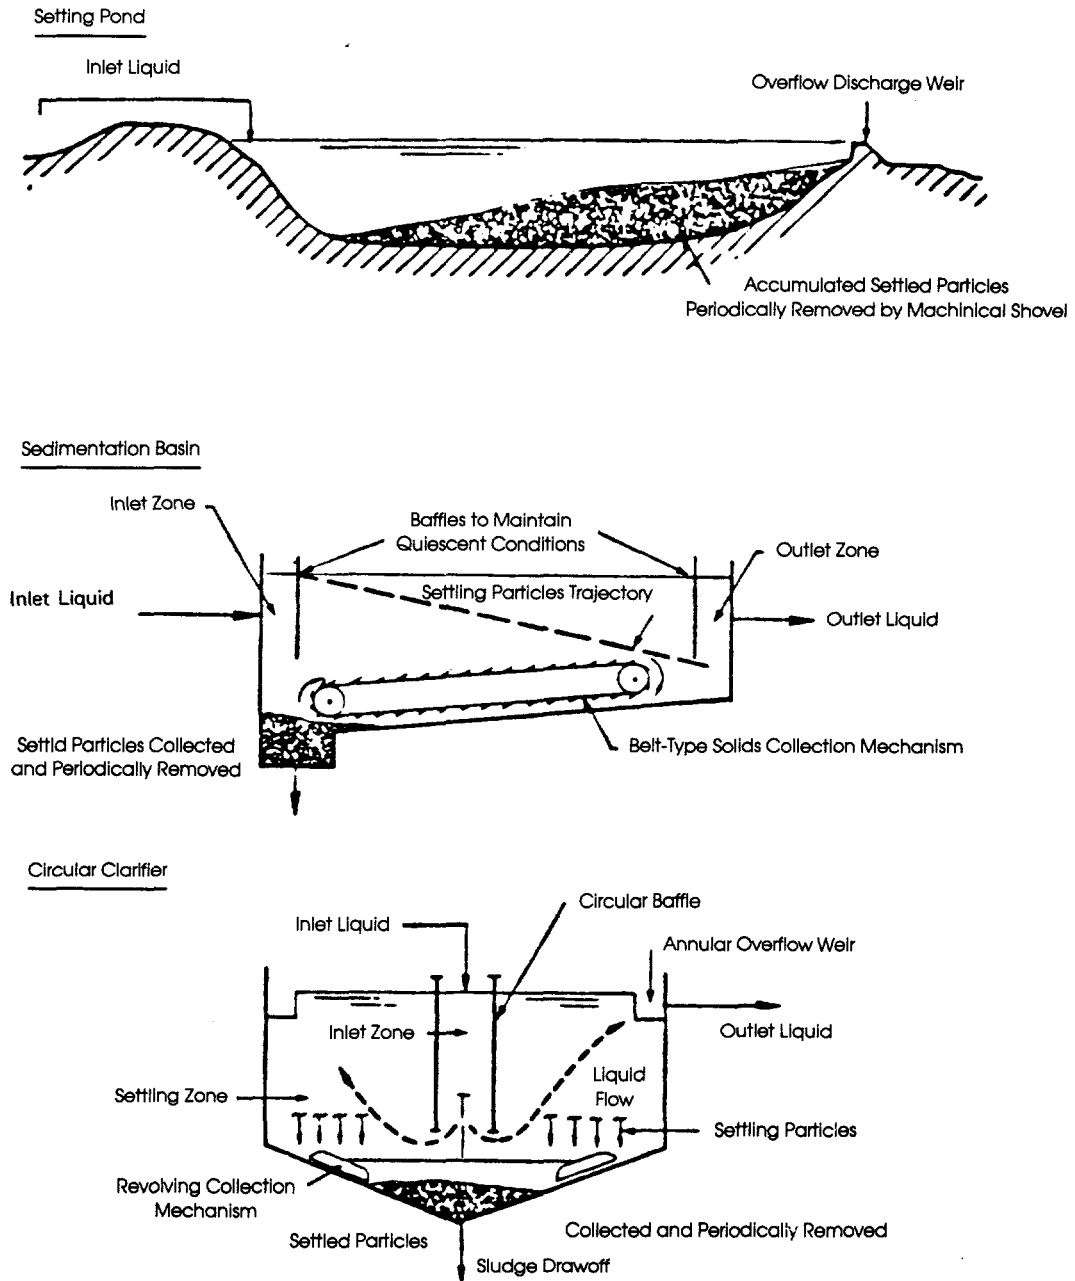 Setting Pond
Inlet Liquid
Overflow Discharge Weir
Accumulated Settled Particles
Periodically Removed by Machinical Shovel
Sedimentation Basin
Inlet Zone
Baffles to Maintain
Quiescent Conditions
Outlet Zone
Settling Particles Trajectory
Inlet Liquid
Outlet Liquid
Settld Particles Collected
and Periodically Removed
Belt-Type Solids Collection Mechanism
Circular Clarifier
Circular Baffle
Inlet Liquid
Annular Overflow Weir
Inlet Zone
Outlet Liquid
Liquid
Flow
Settling Zone
Settling Particles
Revolving Collection
Mechanism
Settled Particles
Collected and Periodically Removed
Sludge Drawoff